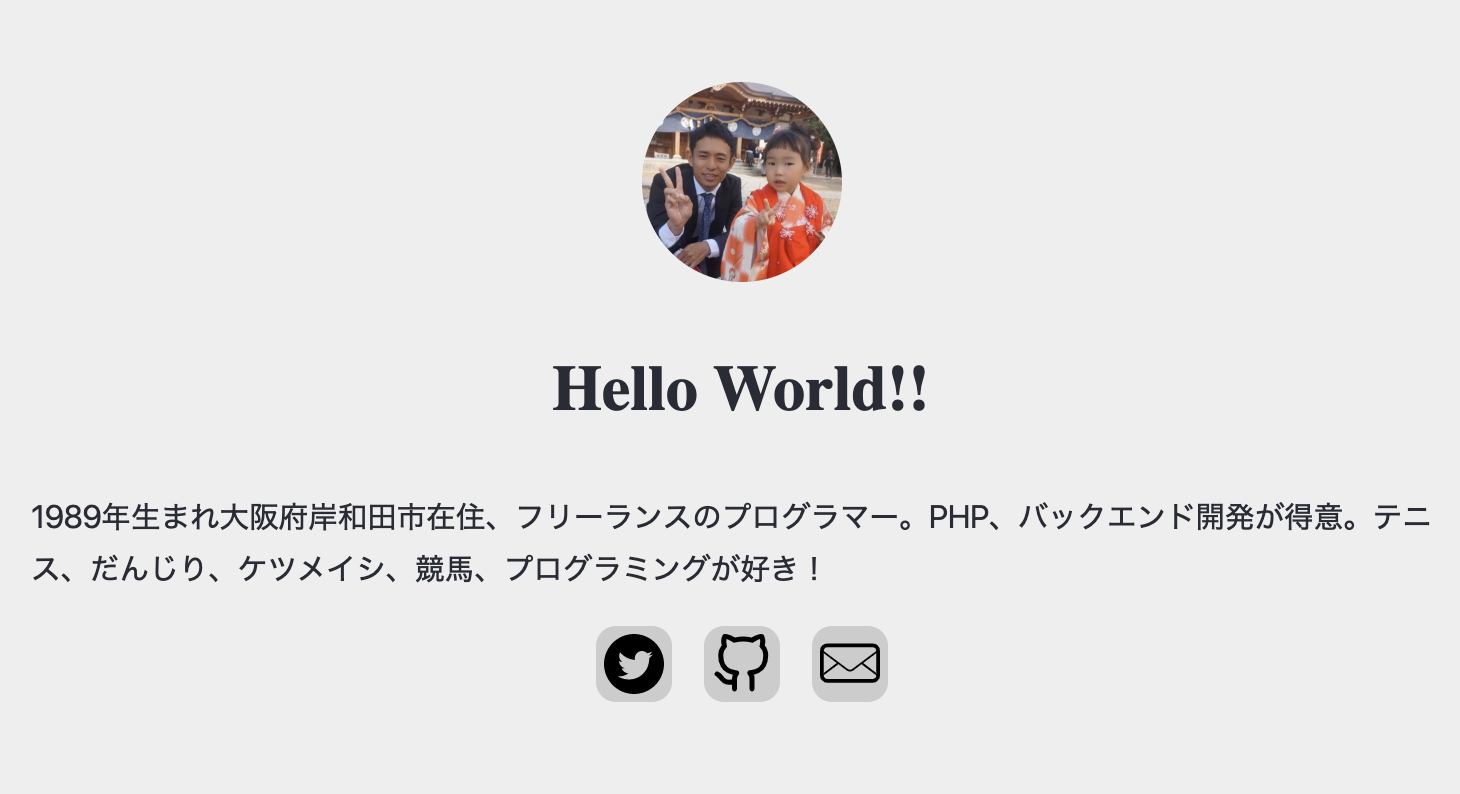 Hello World!!
1989年生まれ大阪府岸和田市在住、フリーランスのプログラマー。PHP、バックエンド開発が得意。テニ
ス、だんじり、ケツメイシ、競馬、プログラミングが好き！